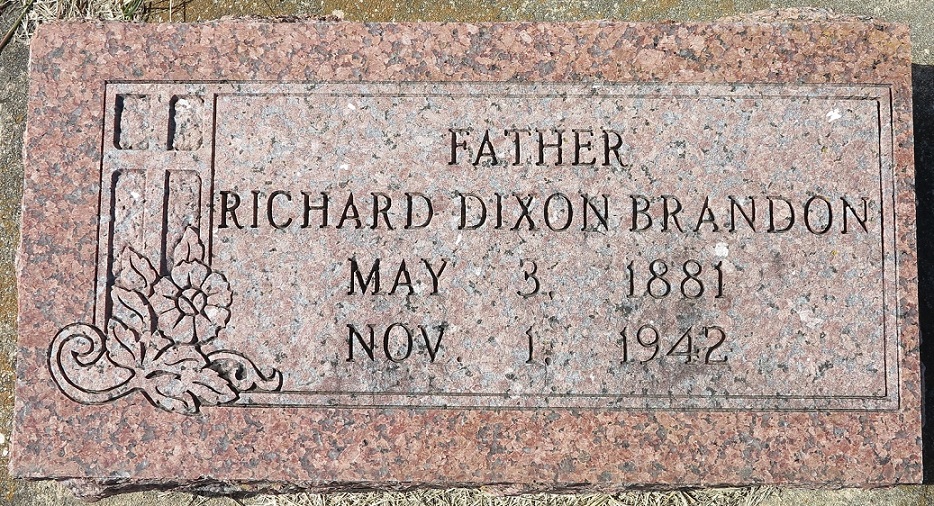 FATHER
RICHARD DIXON BRANDON
MAY 3, 1881
NOV 1, 1942